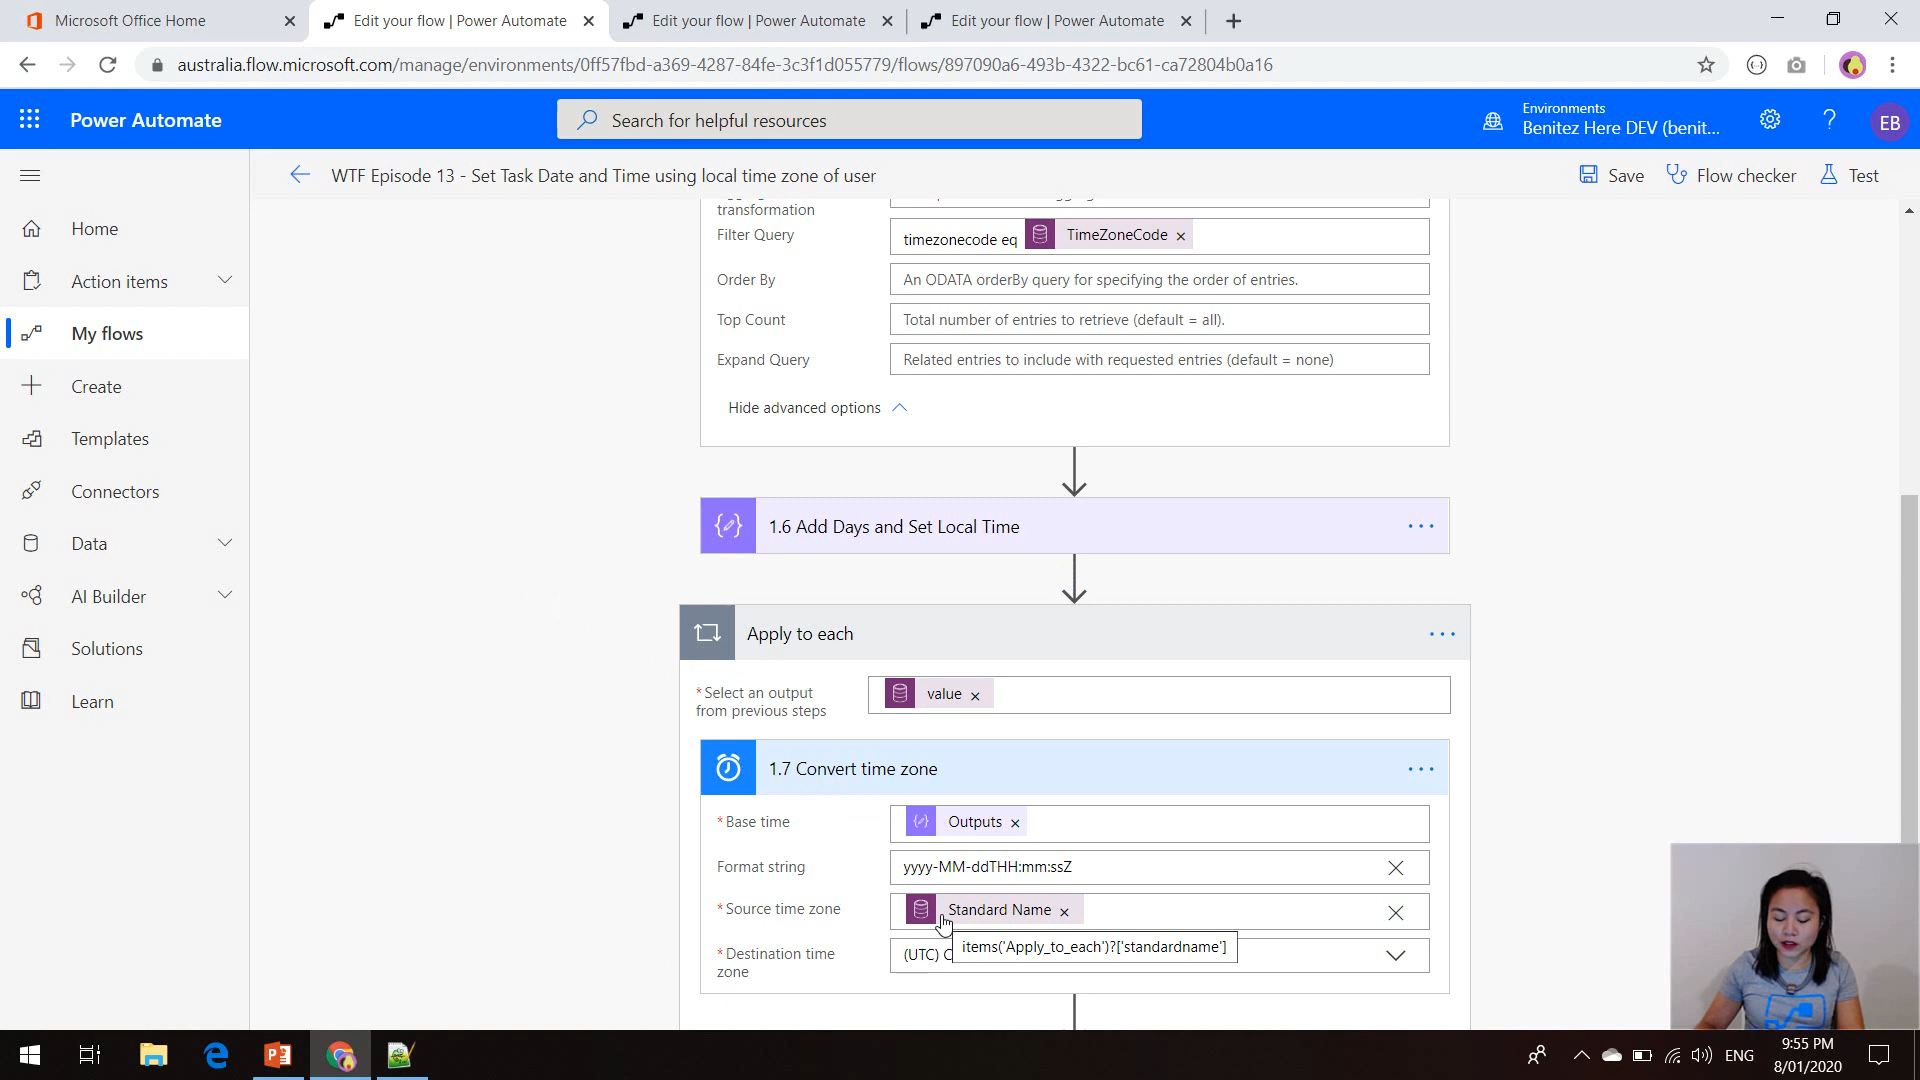 Microsoft Office Home
Edit your flow | Power Automate
Edit your flow | Power Automate
Edit your flow | Power Automate
australia.flow.microsoft.com/manage/environments/0ff57fbd-a369-4287-84fe-3c3f1d055779/flows/897090a6-493b-4322-bc61-ca72804b0a16
Power Automate
Search for helpful resources
Environments
Benitez Here DEV (benit...
EB
WTF Episode 13 - Set Task Date and Time using local time zone of user
Save
Flow checker
Test
Home
Action items
My flows
Create
Templates
Connectors
Data
AI Builder
Solutions
Learn
transformation
Filter Query
timezonecode eq TimeZoneCode
Order By
An ODATA orderBy query for specifying the order of entries.
Top Count
Total number of entries to retrieve (default = all).
Expand Query
Related entries to include with requested entries (default = none)
Hide advanced options
1.6 Add Days and Set Local Time
Apply to each
*Select an output
from previous steps
value
1.7 Convert time zone
*Base time
Outputs
Format string
yyyy-MM-ddTHH:mm:ssZ
*Source time zone
Standard Name
items('Apply_to_each')?['standardname']
*Destination time
zone
(UTC) C
ENG
9:55 PM
8/01/2020